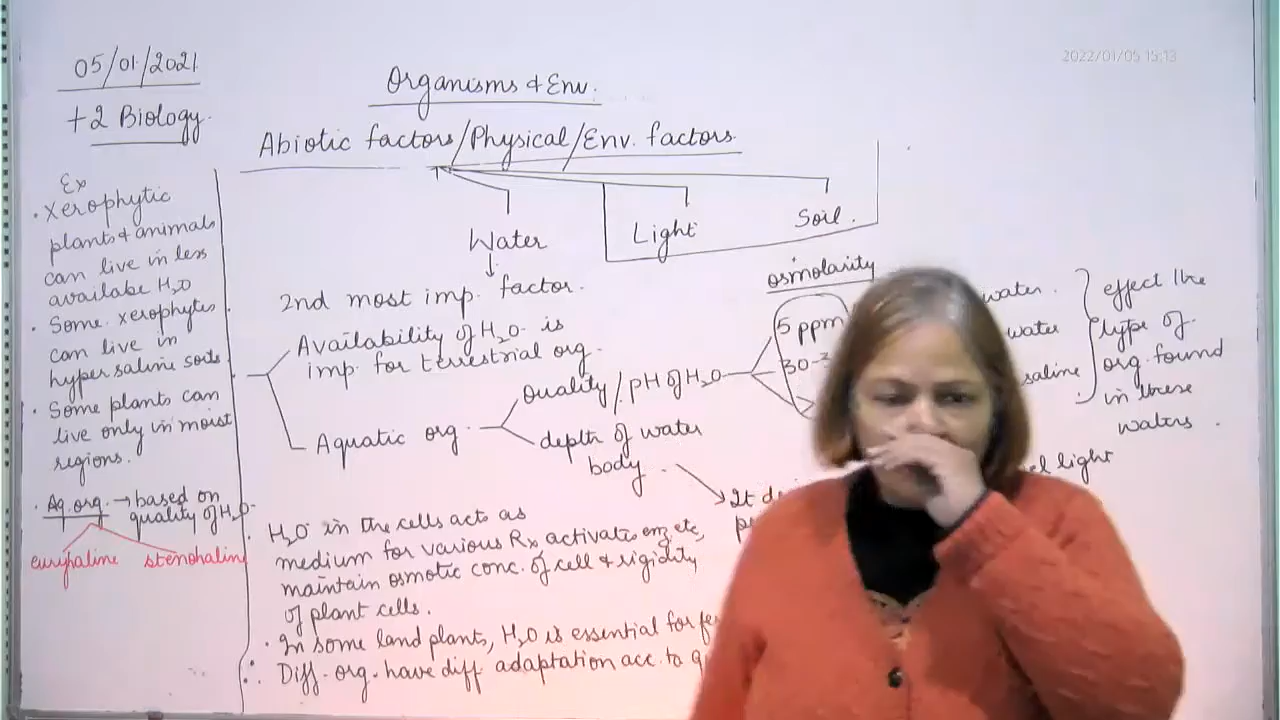 05/01/2021
2022/01/05 15:13
+2 Biology.
Organisms & Env.
Abiotic factors/Physical/Env. factors.
Water
Light
Soil.
2nd most imp. factor.
Availability of H2O is
imp. for terrestrial org.
Aquatic org.
Quality/pH of H2O
depth of water
body.
osmolarity
5 ppm
water.
water
saline
effect the
type of
org. found
in these
waters.
light
Ex
• Xerophytic
plants & animals
can live in less
availabe H2O
• Some xerophytes
can live in
hyper saline soils.
• Some plants can
live only in moist
regions.
• Aq. org. → based on
quality of H2O
euryhaline stenohaline
• H2O in the cells acts as
medium for various Rx activates enz etc,
maintain osmotic conc. of cell & rigidity
of plant cells.
• In some land plants, H2O is essential for
∴ Diff. org. have diff. adaptation acc. to